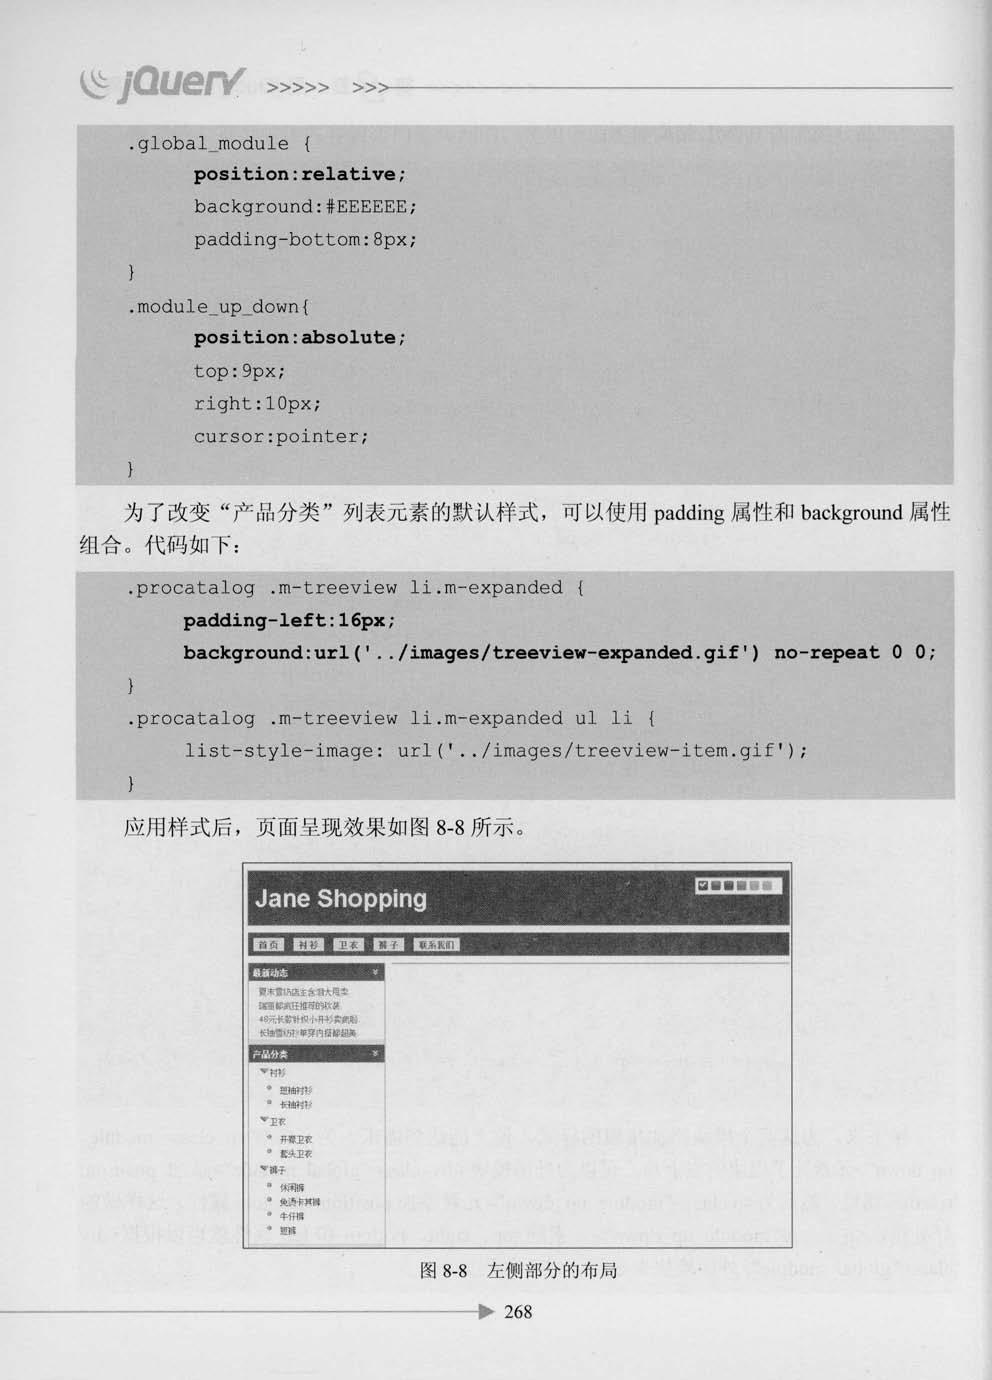 jQuery >>>>> >>>
.global_module {
position:relative;
background:#EEEEEE;
padding-bottom:8px;
}
.module_up_down{
position:absolute;
top:9px;
right:10px;
cursor:pointer;
}
为了改变“产品分类”列表元素的默认样式，可以使用 padding 属性和 background 属性
组合。代码如下：
.procatalog .m-treeview li.m-expanded {
padding-left:16px;
background:url('../images/treeview-expanded.gif') no-repeat 0 0;
}
.procatalog .m-treeview li.m-expanded ul li {
list-style-image: url('../images/treeview-item.gif');
}
应用样式后，页面呈现效果如图 8-8 所示。
Jane Shopping
首页 衬衫 卫衣 裤子 联系我们
最新动态
产品分类
衬衫
短袖衬衫
长袖衬衫
卫衣
开襟卫衣
套头卫衣
裤子
休闲裤
免烫卡其裤
牛仔裤
短裤
图 8-8 左侧部分的布局
268